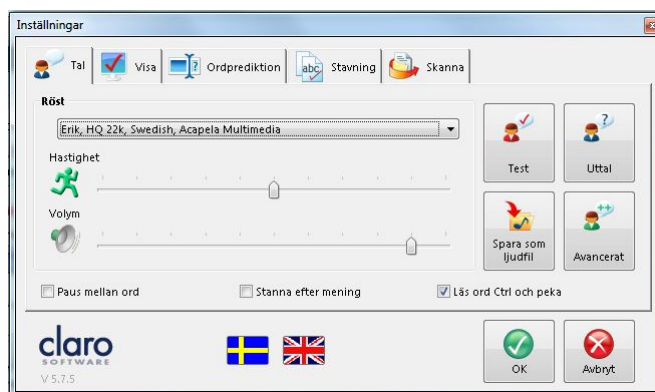 Inställningar
Tal
Visa
Ordprediktion
abc
Stavning
Skanna
Röst
Erik, HQ 22k, Swedish, Acapela Multimedia
Hastighet
Volym
Test
Uttal
Spara som
ljudfil
Avancerat
Paus mellan ord
Stanna efter mening
Läs ord Ctrl och peka
claro
SOFTWARE
V 5.7.5
OK
Avbryt